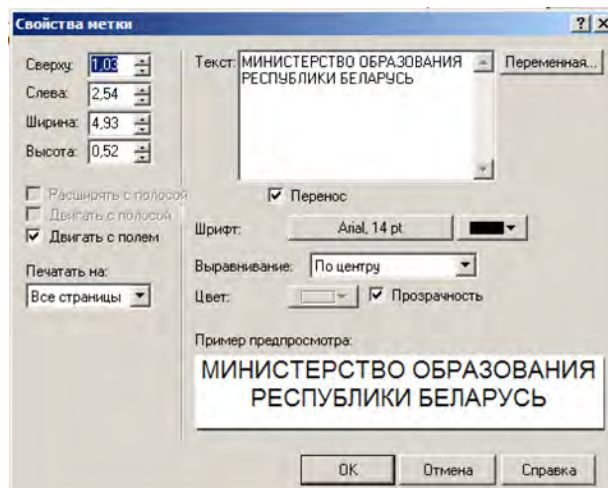 Свойства метки
Сверху: 1,03
Слева: 2,54
Ширина: 4,93
Высота: 0,52
Расширять с полосой
Двигать с полосой
Двигать с полем
Печатать на:
Все страницы
Текст: МИНИСТЕРСТВО ОБРАЗОВАНИЯ
РЕСПУБЛИКИ БЕЛАРУСЬ
Переменная...
Перенос
Шрифт: Arial, 14 pt
Выравнивание: По центру
Цвет: Прозрачность
Пример предпросмотра:
МИНИСТЕРСТВО ОБРАЗОВАНИЯ
РЕСПУБЛИКИ БЕЛАРУСЬ
OK Отмена Справка